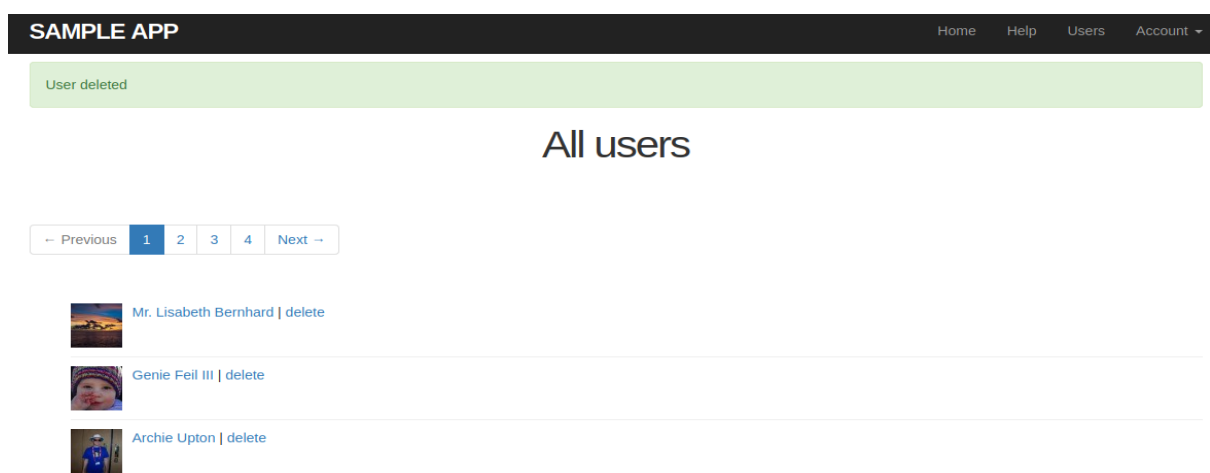 SAMPLE APP Home Help Users Account
User deleted
All users
← Previous 1 2 3 4 Next →
Mr. Lisabeth Bernhard | delete
Genie Feil III | delete
Archie Upton | delete